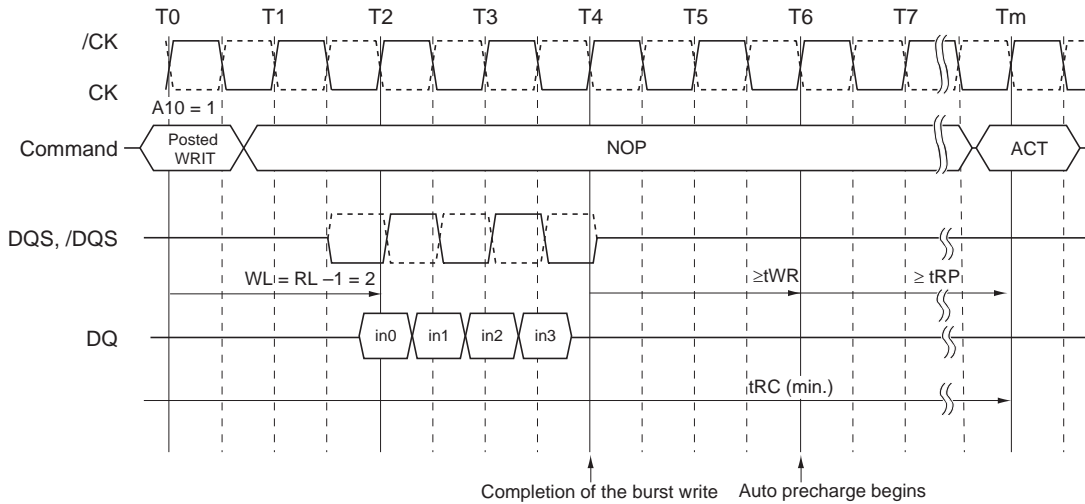 T0 T1 T2 T3 T4 T5 T6 T7 Tm
/CK
CK
A10 = 1
Command
Posted
WRIT
NOP
ACT
DQS, /DQS
WL = RL –1 = 2
≥tWR
≥ tRP
DQ
in0 in1 in2 in3
tRC (min.)
Completion of the burst write Auto precharge begins